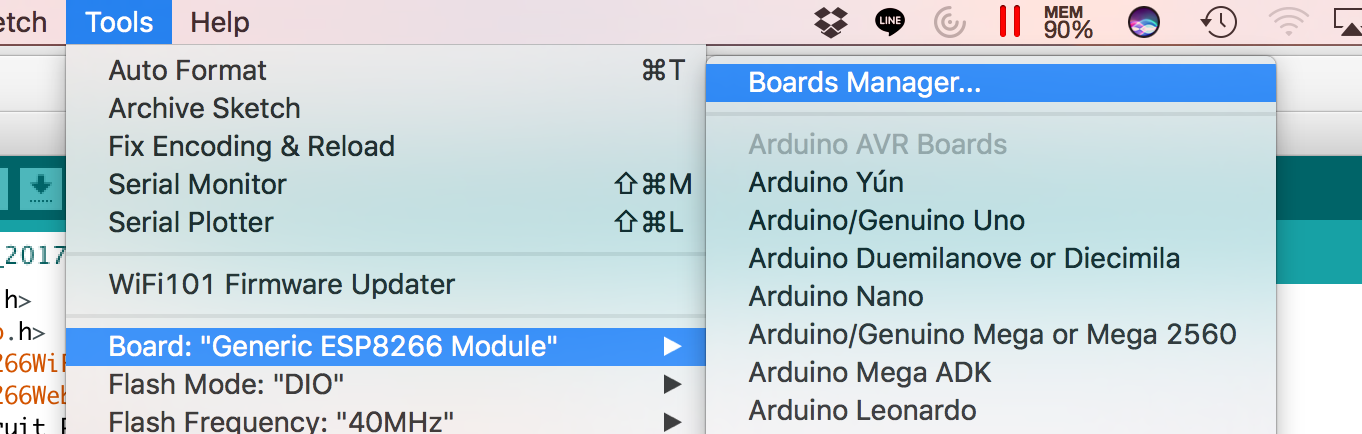 etch Tools Help LINE MEM 90%
Auto Format ⌘T
Archive Sketch
Fix Encoding & Reload
Serial Monitor ⇧⌘M
Serial Plotter ⇧⌘L
WiFi101 Firmware Updater
Board: "Generic ESP8266 Module" ▶
Flash Mode: "DIO" ▶
Flash Frequency: "40MHz" ▶
Boards Manager...
Arduino AVR Boards
Arduino Yún
Arduino/Genuino Uno
Arduino Duemilanove or Diecimila
Arduino Nano
Arduino/Genuino Mega or Mega 2560
Arduino Mega ADK
Arduino Leonardo
_2017
.h>
o.h>
266WiF
266Web
ruit P